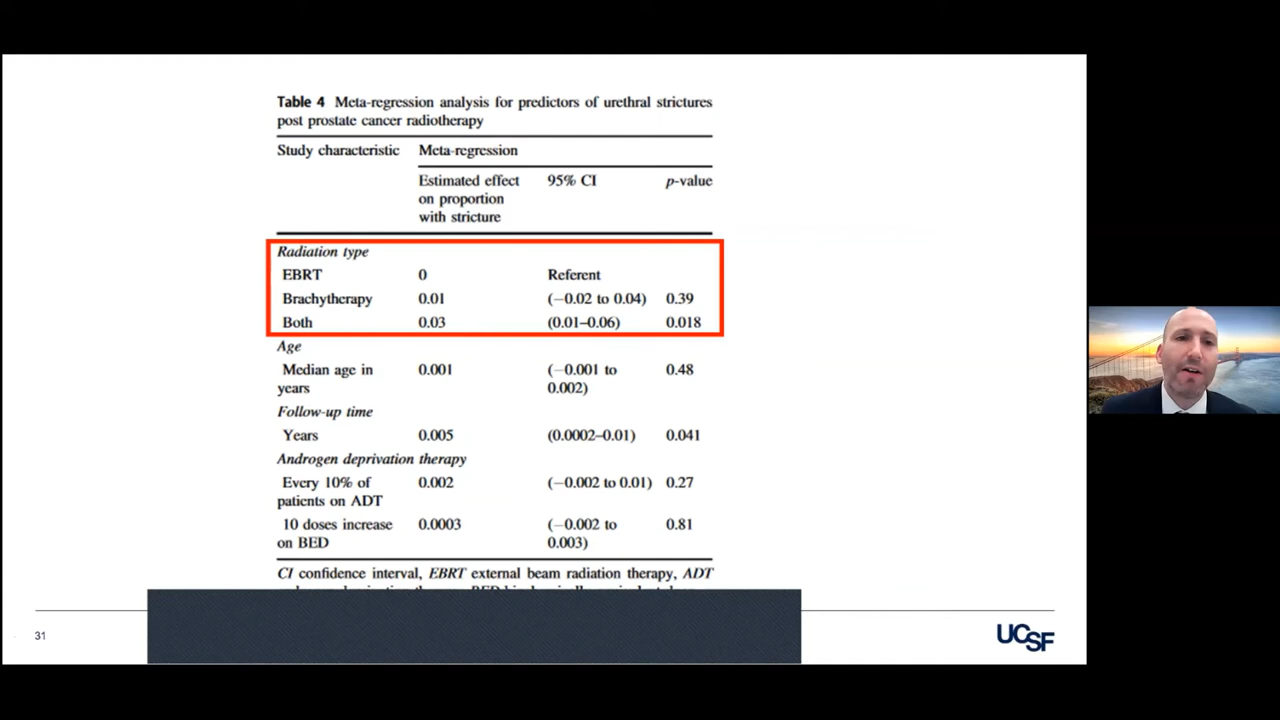 Table 4 Meta-regression analysis for predictors of urethral strictures
post prostate cancer radiotherapy
Study characteristic Meta-regression
Estimated effect 95% CI p-value
on proportion
with stricture
Radiation type
EBRT 0 Referent
Brachytherapy 0.01 (−0.02 to 0.04) 0.39
Both 0.03 (0.01–0.06) 0.018
Age
Median age in 0.001 (−0.001 to 0.48
years 0.002)
Follow-up time
Years 0.005 (0.0002–0.01) 0.041
Androgen deprivation therapy
Every 10% of 0.002 (−0.002 to 0.01) 0.27
patients on ADT
10 doses increase 0.0003 (−0.002 to 0.81
on BED 0.003)
CI confidence interval, EBRT external beam radiation therapy, ADT
31
UCSF